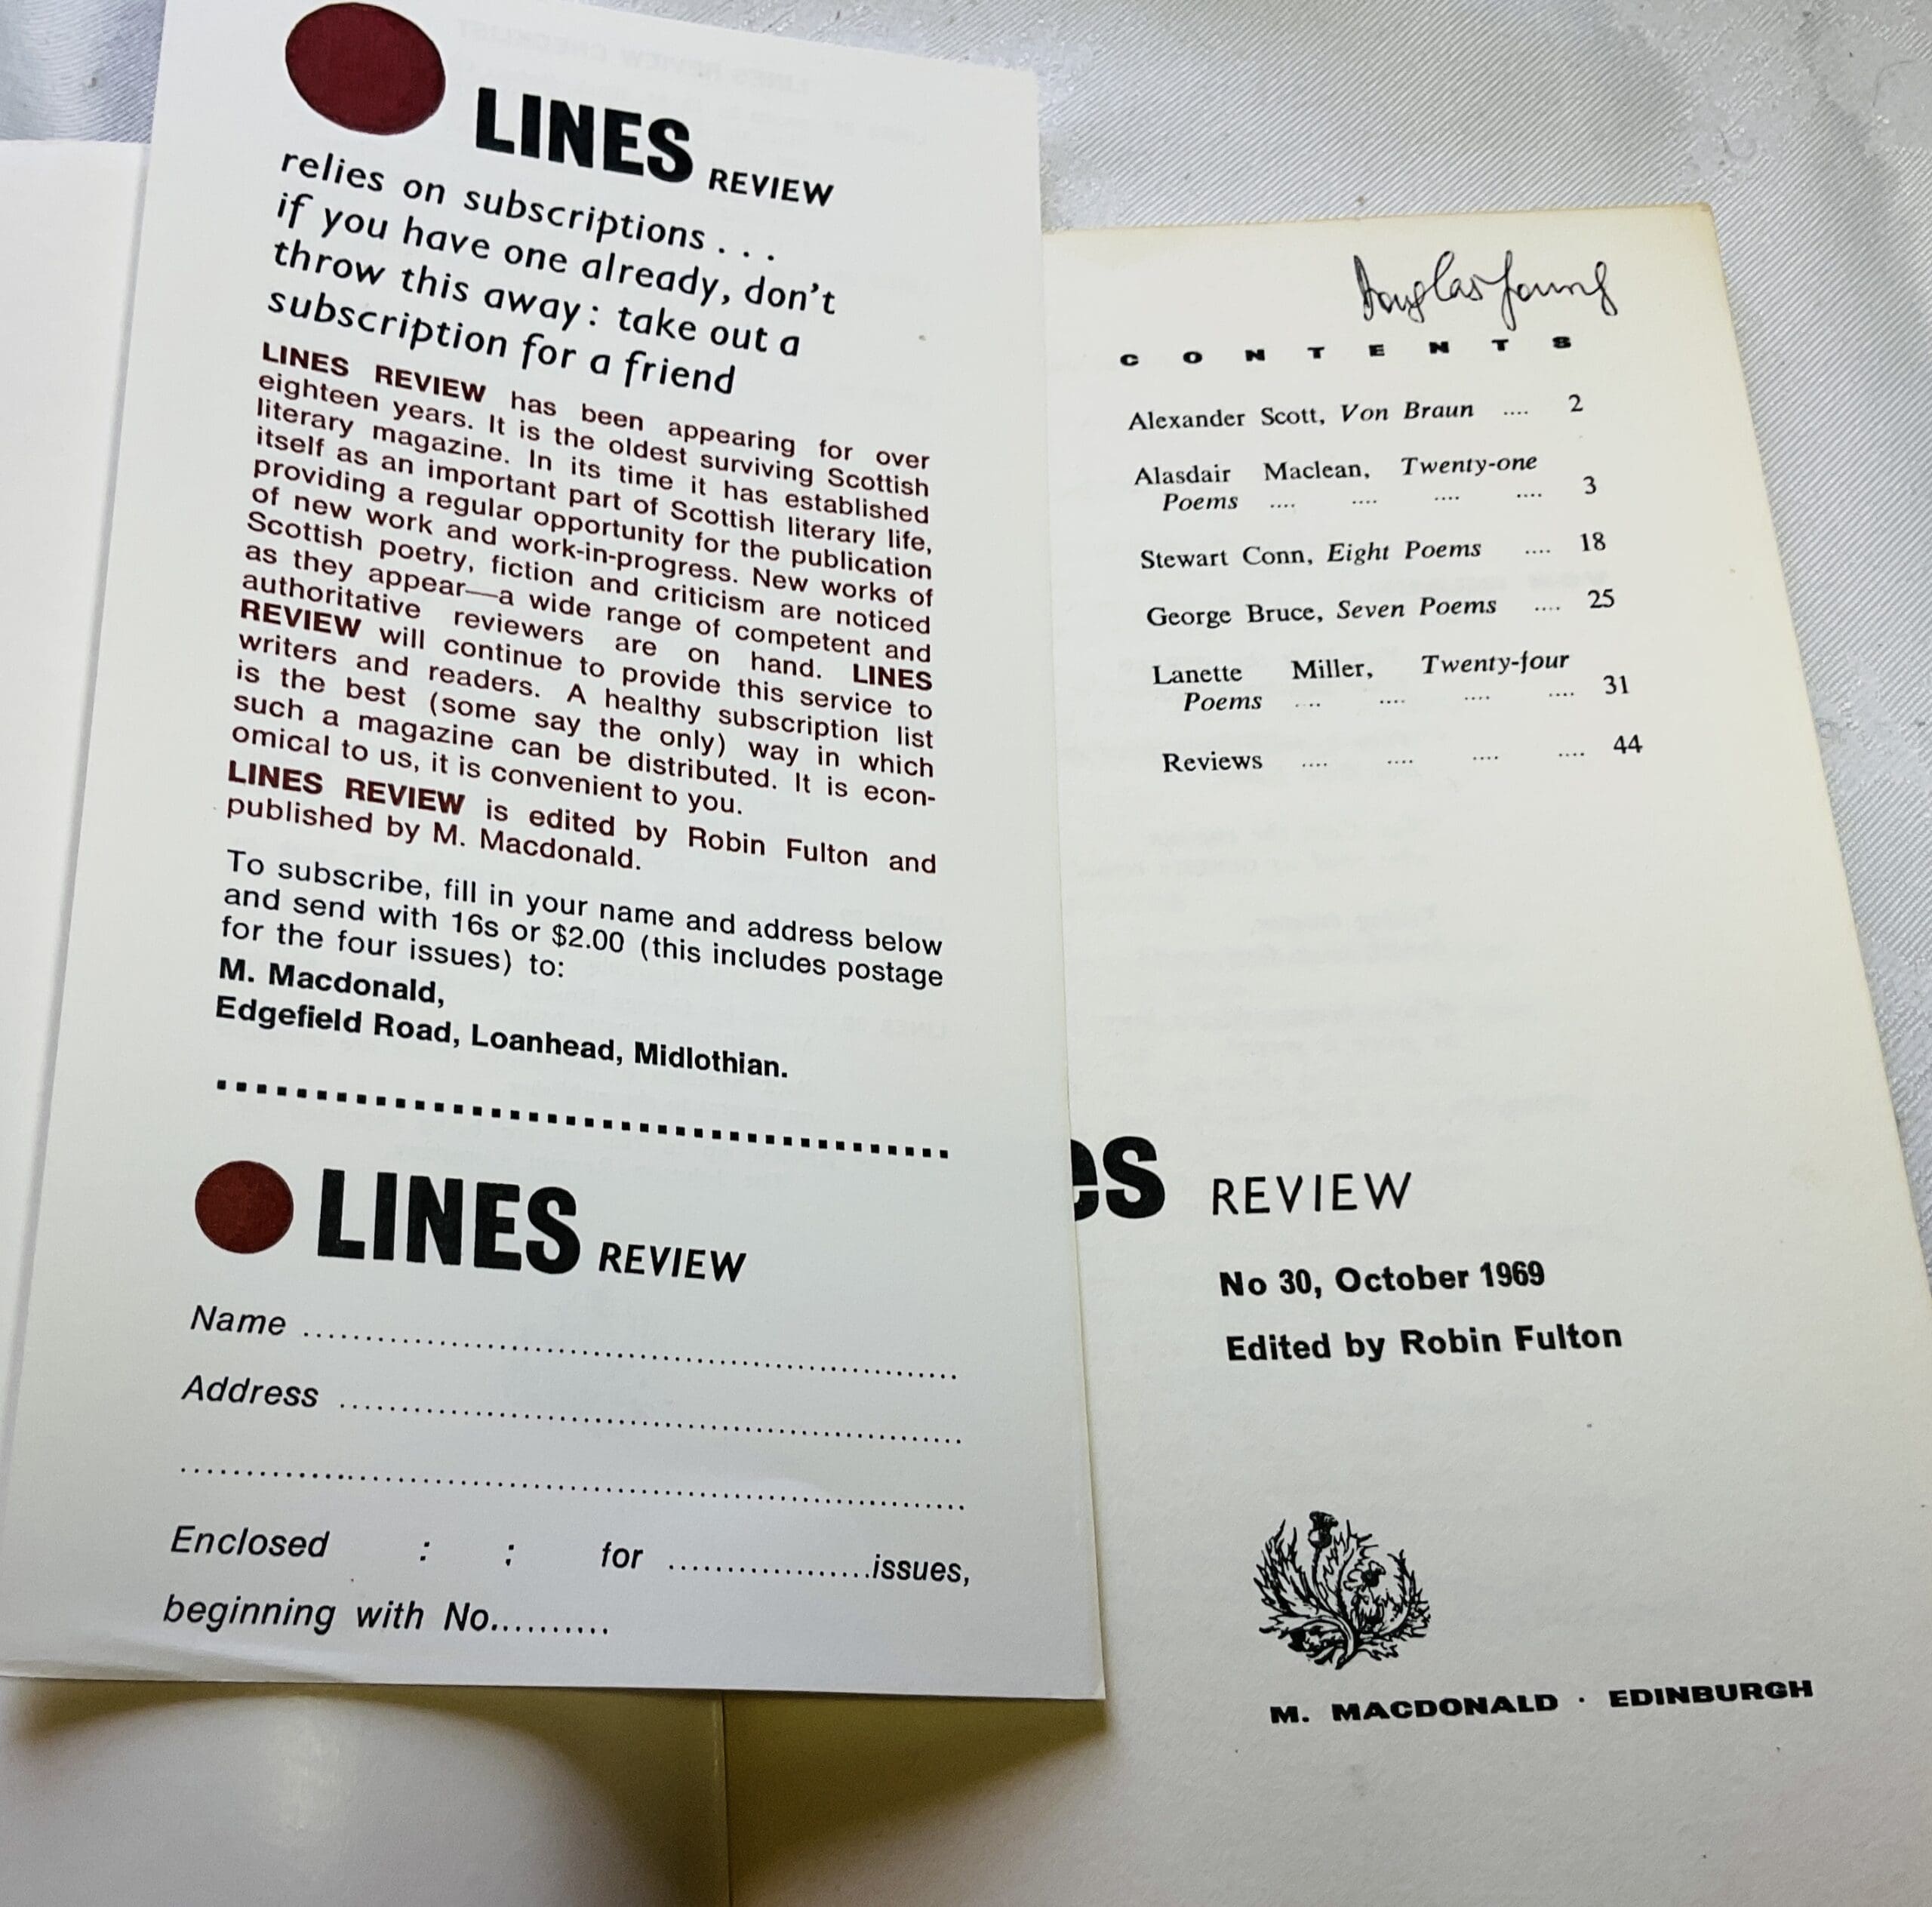 LINES REVIEW
relies on subscriptions . . .
if you have one already, don't
throw this away: take out a
subscription for a friend
LINES REVIEW has been appearing for over
eighteen years. It is the oldest surviving Scottish
literary magazine. In its time it has established
itself as an important part of Scottish literary life,
providing a regular opportunity for the publication
of new work and work-in-progress. New works of
Scottish poetry, fiction and criticism are noticed
as they appear—a wide range of competent and
authoritative reviewers are on hand. LINES
REVIEW will continue to provide this service to
writers and readers. A healthy subscription list
is the best (some say the only) way in which
such a magazine can be distributed. It is econ-
omical to us, it is convenient to you.
LINES REVIEW is edited by Robin Fulton and
published by M. Macdonald.
To subscribe, fill in your name and address below
and send with 16s or $2.00 (this includes postage
for the four issues) to:
M. Macdonald,
Edgefield Road, Loanhead, Midlothian.
LINES REVIEW
Name ..........
Address ..........
Enclosed : : for ..........issues,
beginning with No..........
Douglas Young
CONTENTS
Alexander Scott, Von Braun .... 2
Alasdair Maclean, Twenty-one
Poems .... .... .... .... 3
Stewart Conn, Eight Poems .... 18
George Bruce, Seven Poems .... 25
Lanette Miller, Twenty-four
Poems .... .... .... .... 31
Reviews .... .... .... .... 44
es REVIEW
No 30, October 1969
Edited by Robin Fulton
M. MACDONALD · EDINBURGH